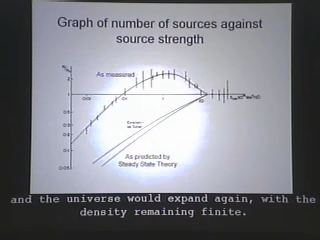 Graph of number of sources against
source strength
As measured
As predicted by
Steady State Theory
and the universe would expand again, with the
density remaining finite.